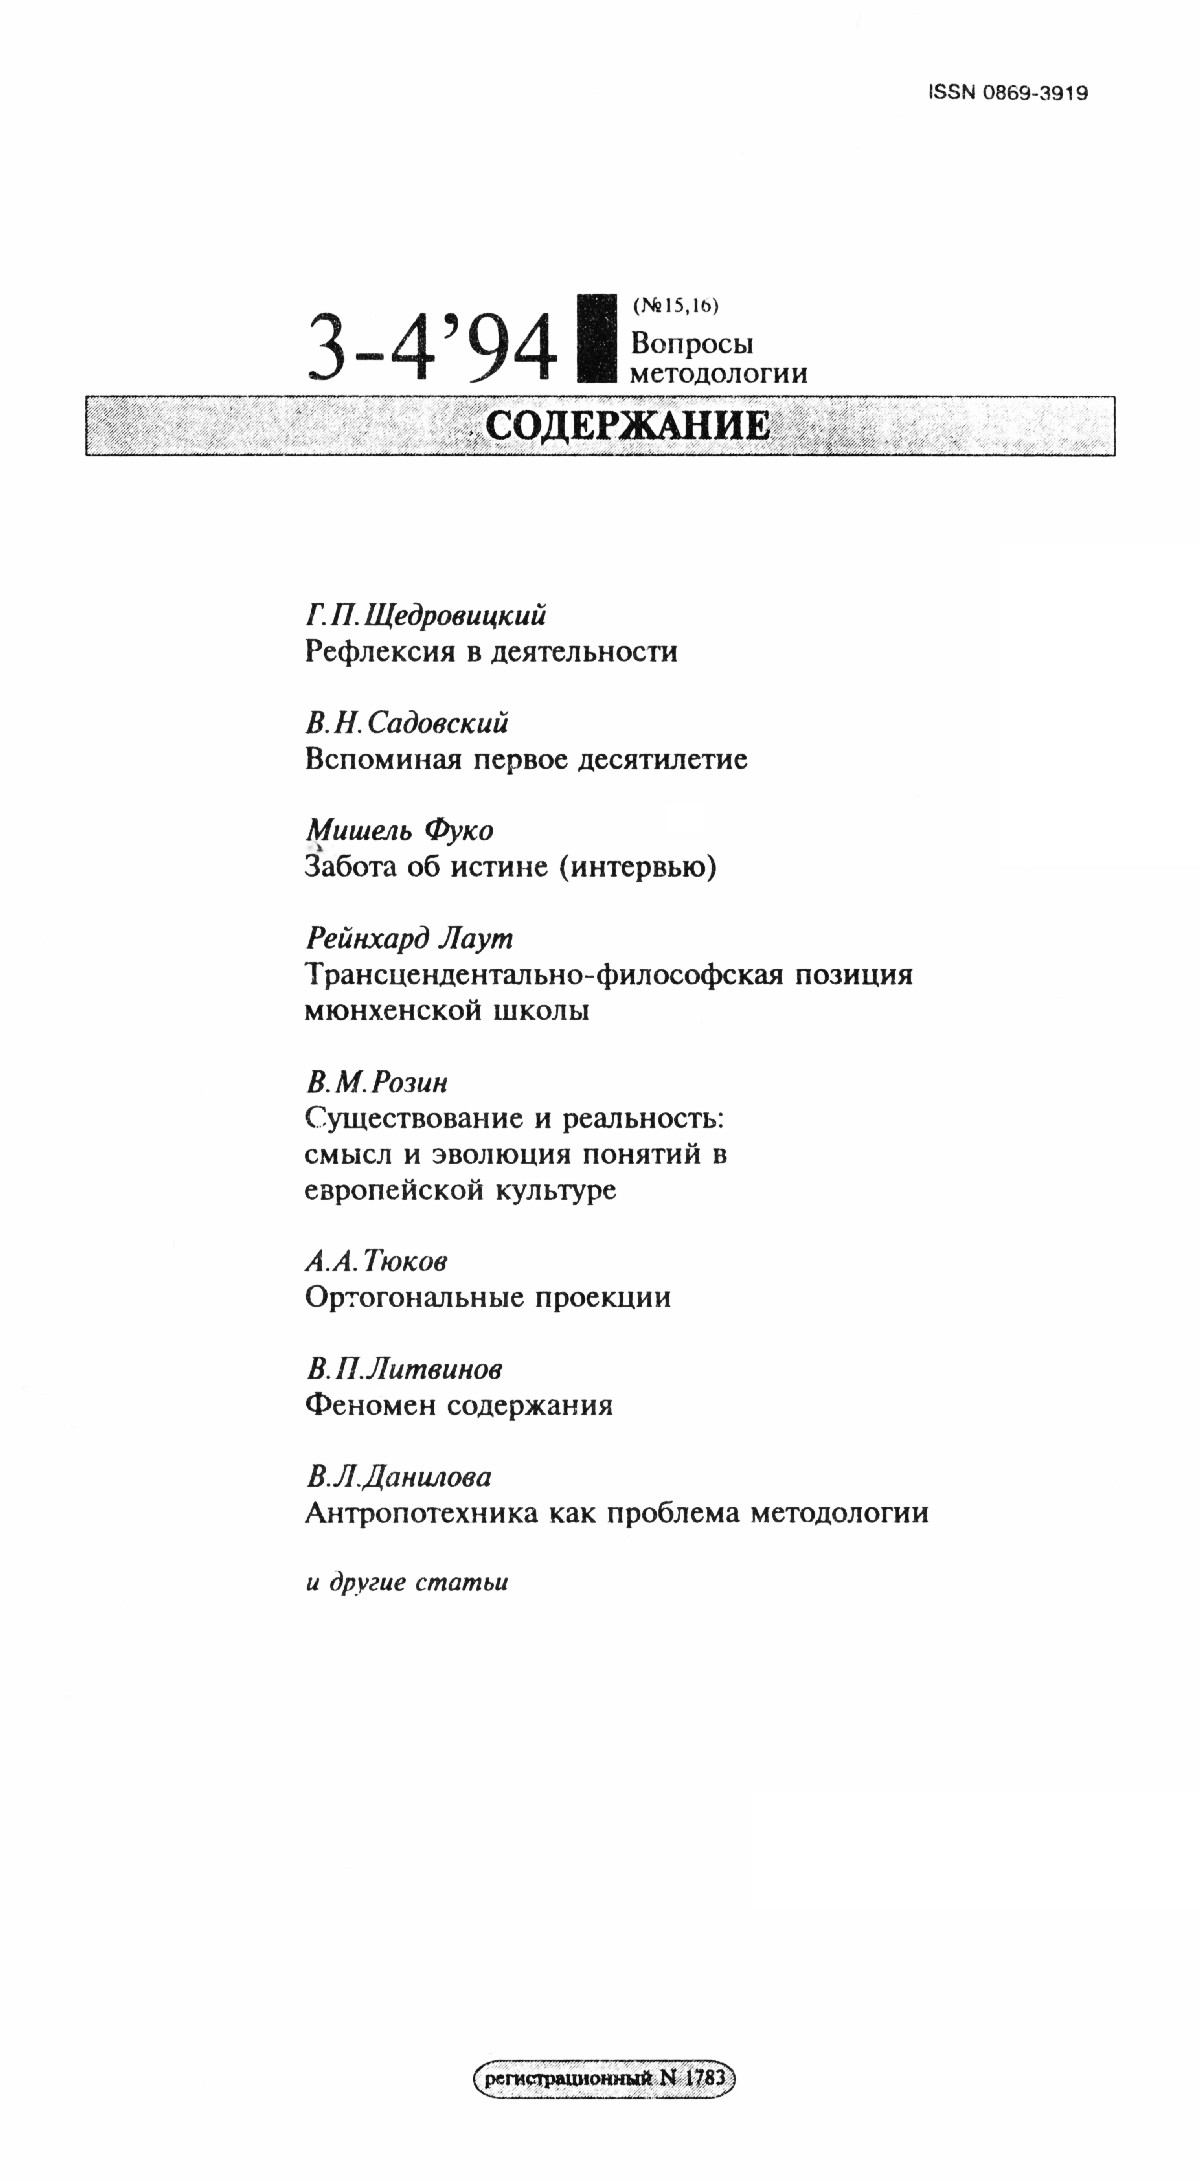 ISSN 0869-3919
3-4’94
(№15,16)
Вопросы
методологии
СОДЕРЖАНИЕ
Г.П.Щедровицкий
Рефлексия в деятельности
В.Н.Садовский
Вспоминая первое десятилетие
Мишель Фуко
Забота об истине (интервью)
Рейнхард Лаут
Трансцендентально-философская позиция
мюнхенской школы
В.М.Розин
Существование и реальность:
смысл и эволюция понятий в
европейской культуре
А.А.Тюков
Ортогональные проекции
В.П.Литвинов
Феномен содержания
В.Л.Данилова
Антропотехника как проблема методологии
и другие статьи
регистрационный N 1783